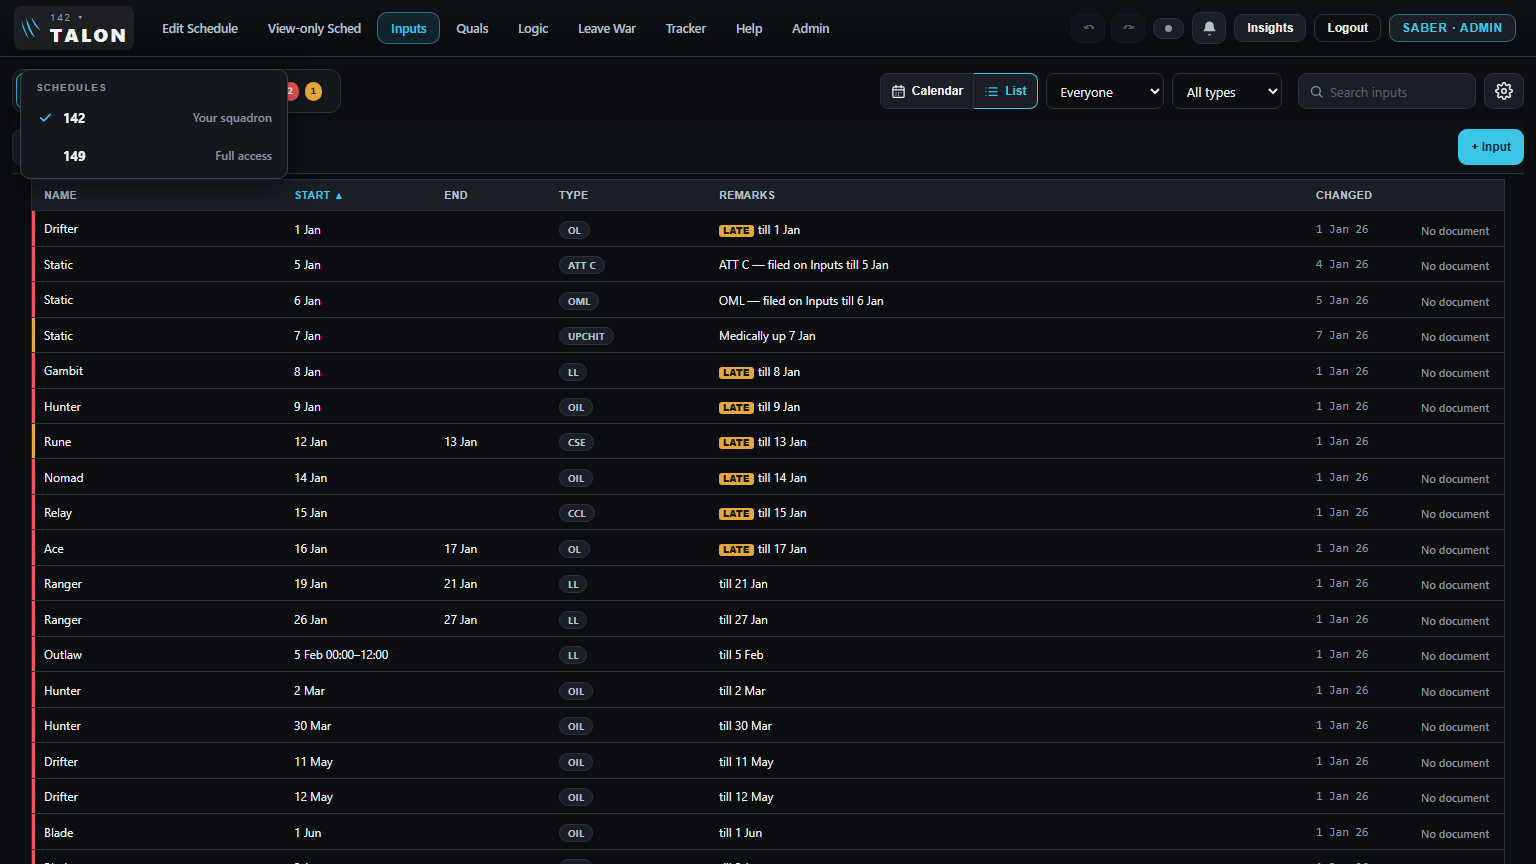 142 ▾
TALON
Edit Schedule
View-only Sched
Inputs
Quals
Logic
Leave War
Tracker
Help
Admin
Insights
Logout
SABER · ADMIN
SCHEDULES
142 Your squadron
149 Full access
2 1
Calendar
List
Everyone
All types
Search inputs
+ Input
NAME START ▲ END TYPE REMARKS CHANGED
Drifter 1 Jan OL LATE till 1 Jan 1 Jan 26 No document
Static 5 Jan ATT C ATT C — filed on Inputs till 5 Jan 4 Jan 26 No document
Static 6 Jan OML OML — filed on Inputs till 6 Jan 5 Jan 26 No document
Static 7 Jan UPCHIT Medically up 7 Jan 7 Jan 26 No document
Gambit 8 Jan LL LATE till 8 Jan 1 Jan 26 No document
Hunter 9 Jan OIL LATE till 9 Jan 1 Jan 26 No document
Rune 12 Jan 13 Jan CSE LATE till 13 Jan 1 Jan 26
Nomad 14 Jan OIL LATE till 14 Jan 1 Jan 26 No document
Relay 15 Jan CCL LATE till 15 Jan 1 Jan 26 No document
Ace 16 Jan 17 Jan OL LATE till 17 Jan 1 Jan 26 No document
Ranger 19 Jan 21 Jan LL till 21 Jan 1 Jan 26 No document
Ranger 26 Jan 27 Jan LL till 27 Jan 1 Jan 26 No document
Outlaw 5 Feb 00:00–12:00 LL till 5 Feb 1 Jan 26 No document
Hunter 2 Mar OIL till 2 Mar 1 Jan 26 No document
Hunter 30 Mar OIL till 30 Mar 1 Jan 26 No document
Drifter 11 May OIL till 11 May 1 Jan 26 No document
Drifter 12 May OIL till 12 May 1 Jan 26 No document
Blade 1 Jun OIL till 1 Jun 1 Jan 26 No document